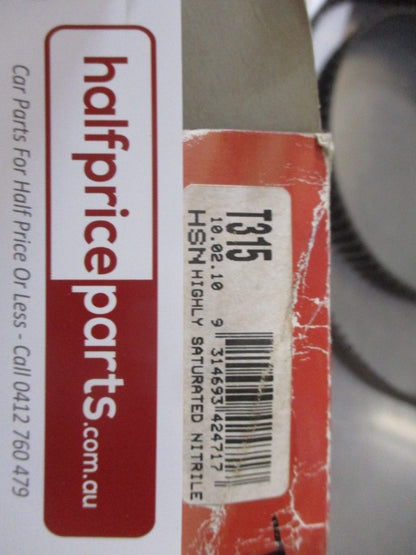 halfpriceparts.com.au
Car Parts For Half Price Or Less - Call 0412 760 479
T315
10.02.10
9 314693 424717
HSN HIGHLY SATURATED NITRILE